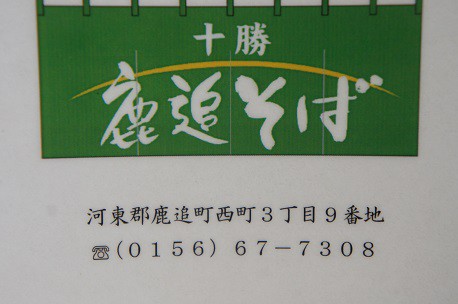 十勝
鹿追そば
河東郡鹿追町西町３丁目９番地
☎(０１５６)６７－７３０８